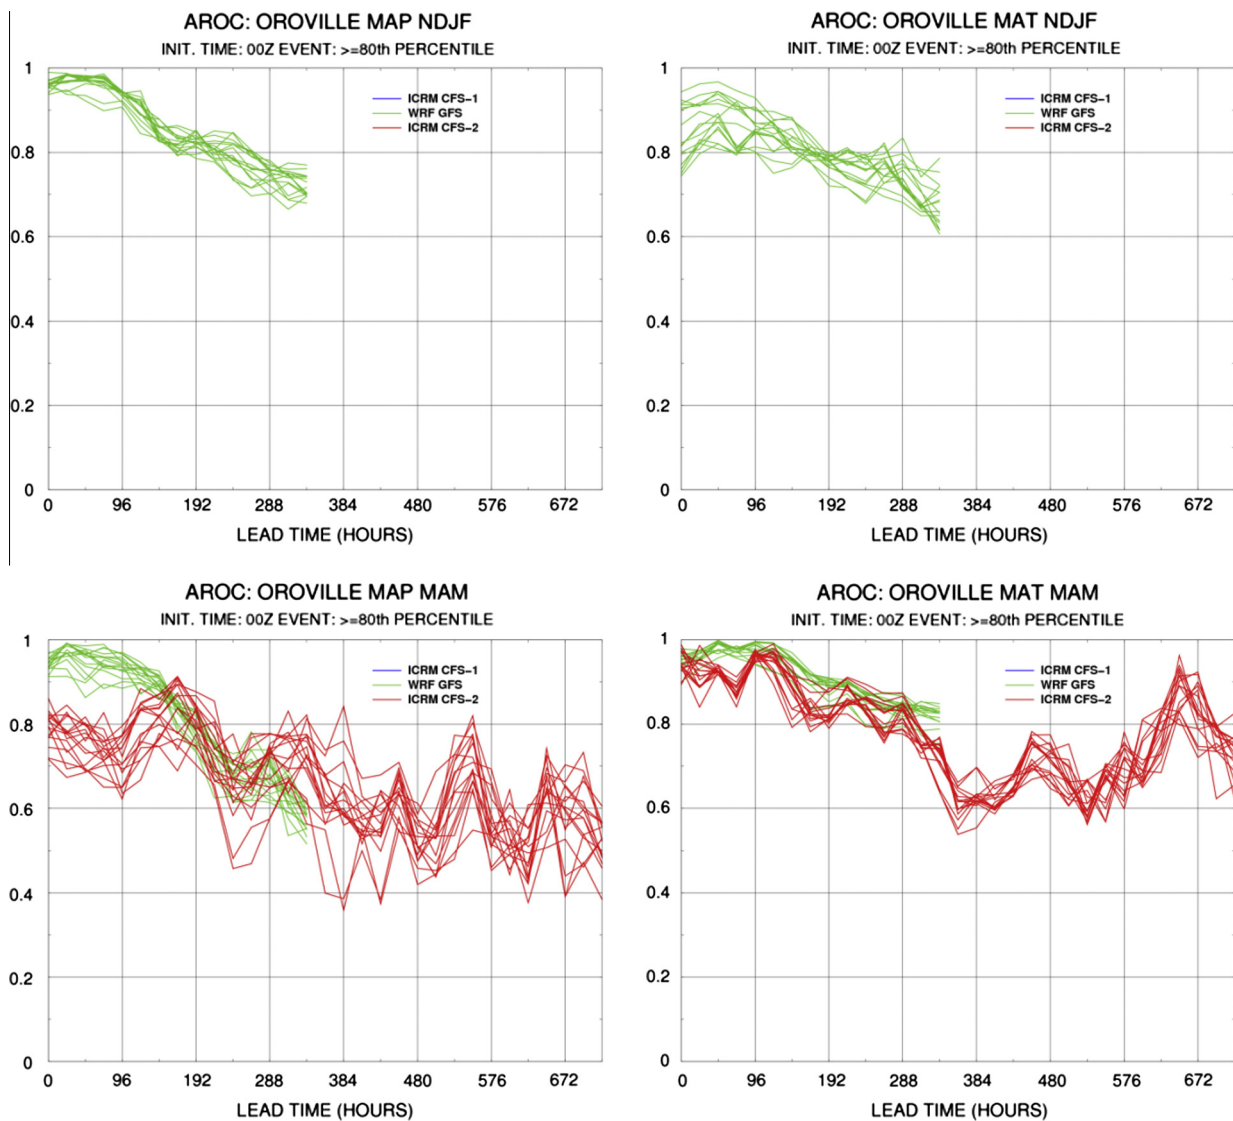 AROC: OROVILLE MAP NDJF
INIT. TIME: 00Z EVENT: >=80th PERCENTILE
1
0.8
0.6
0.4
0.2
0
ICRM CFS-1
WRF GFS
ICRM CFS-2
0 96 192 288 384 480 576 672
LEAD TIME (HOURS)
AROC: OROVILLE MAT NDJF
INIT. TIME: 00Z EVENT: >=80th PERCENTILE
1
0.8
0.6
0.4
0.2
0
ICRM CFS-1
WRF GFS
ICRM CFS-2
0 96 192 288 384 480 576 672
LEAD TIME (HOURS)
AROC: OROVILLE MAP MAM
INIT. TIME: 00Z EVENT: >=80th PERCENTILE
1
0.8
0.6
0.4
0.2
0
ICRM CFS-1
WRF GFS
ICRM CFS-2
0 96 192 288 384 480 576 672
LEAD TIME (HOURS)
AROC: OROVILLE MAT MAM
INIT. TIME: 00Z EVENT: >=80th PERCENTILE
1
0.8
0.6
0.4
0.2
0
ICRM CFS-1
WRF GFS
ICRM CFS-2
0 96 192 288 384 480 576 672
LEAD TIME (HOURS)